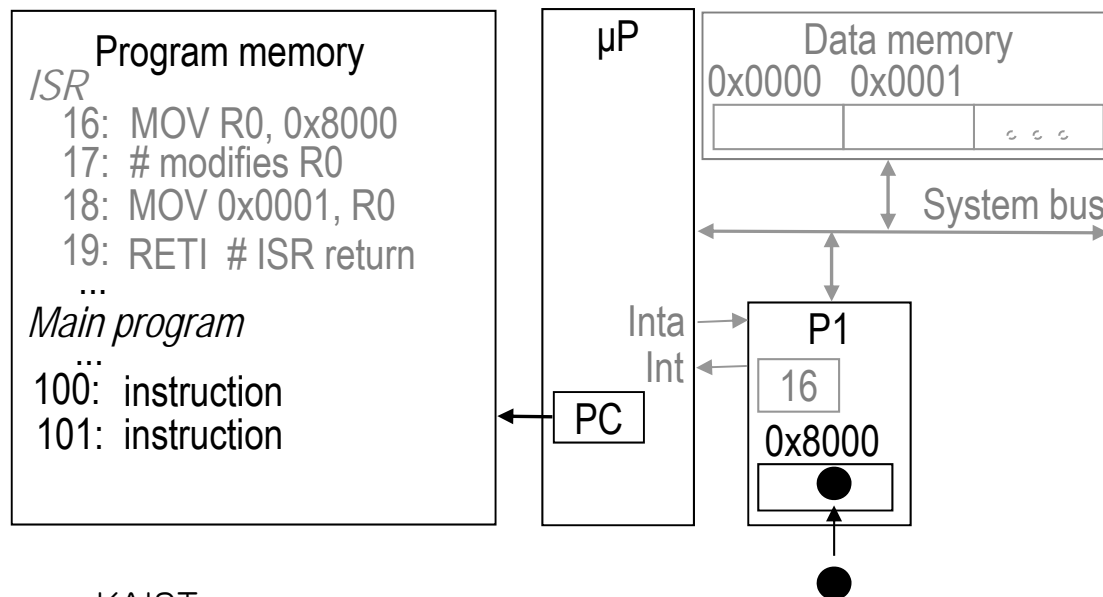 Program memory
ISR
16: MOV R0, 0x8000
17: # modifies R0
18: MOV 0x0001, R0
19: RETI # ISR return
...
Main program
...
100: instruction
101: instruction
µP
Inta
Int
PC
Data memory
0x0000 0x0001
System bus
P1
16
0x8000